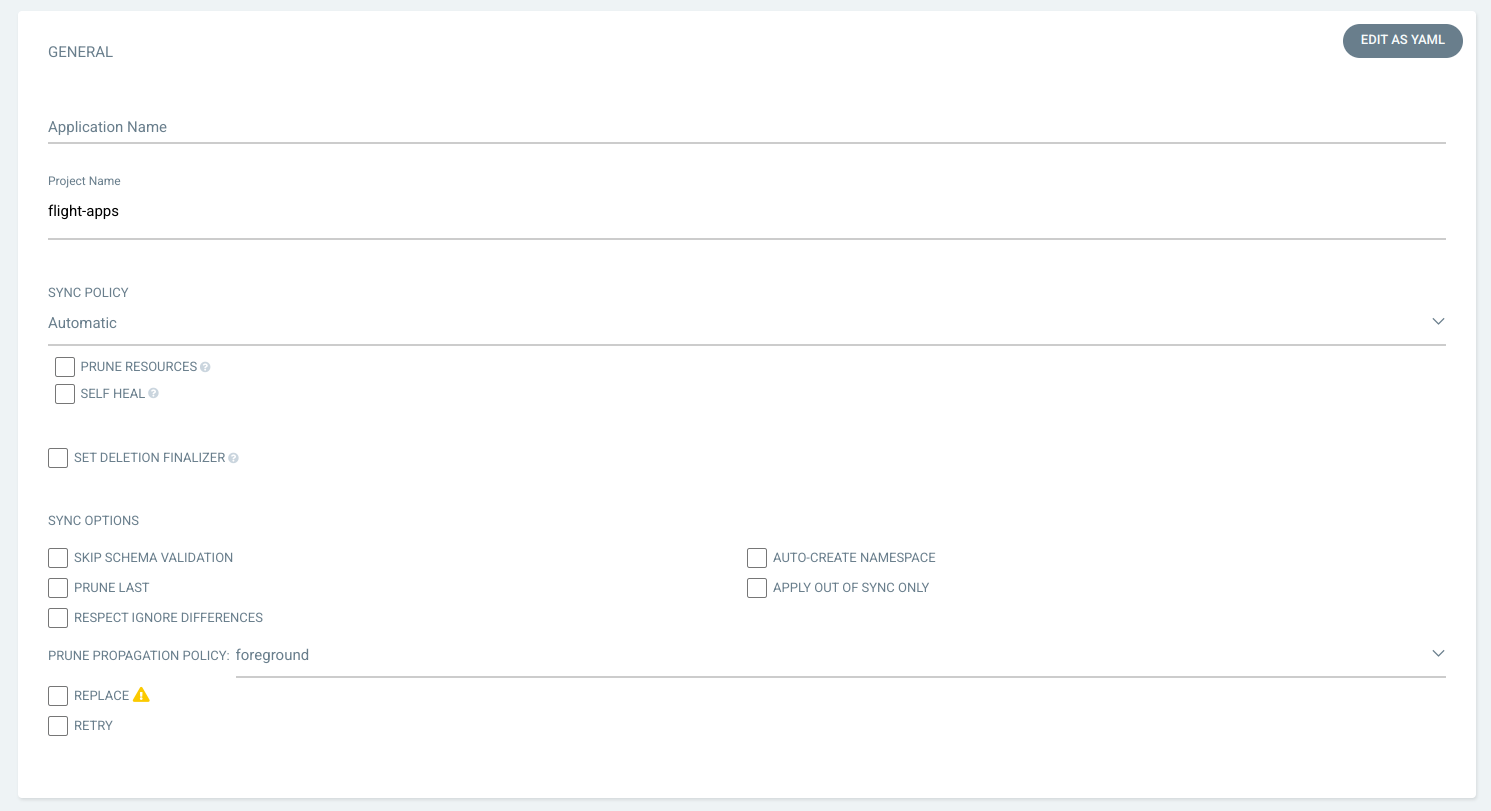 GENERAL
EDIT AS YAML
Application Name
Project Name
flight-apps
SYNC POLICY
Automatic
PRUNE RESOURCES ?
SELF HEAL ?
SET DELETION FINALIZER ?
SYNC OPTIONS
SKIP SCHEMA VALIDATION
AUTO-CREATE NAMESPACE
PRUNE LAST
APPLY OUT OF SYNC ONLY
RESPECT IGNORE DIFFERENCES
PRUNE PROPAGATION POLICY: foreground
REPLACE
RETRY